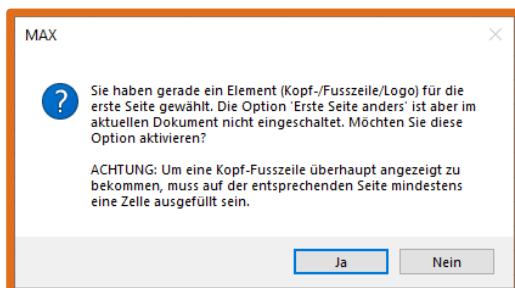 MAX
Sie haben gerade ein Element (Kopf-/Fusszeile/Logo) für die
erste Seite gewählt. Die Option 'Erste Seite anders' ist aber im
aktuellen Dokument nicht eingeschaltet. Möchten Sie diese
Option aktivieren?
ACHTUNG: Um eine Kopf-Fusszeile überhaupt angezeigt zu
bekommen, muss auf der entsprechenden Seite mindestens
eine Zelle ausgefüllt sein.
Ja
Nein